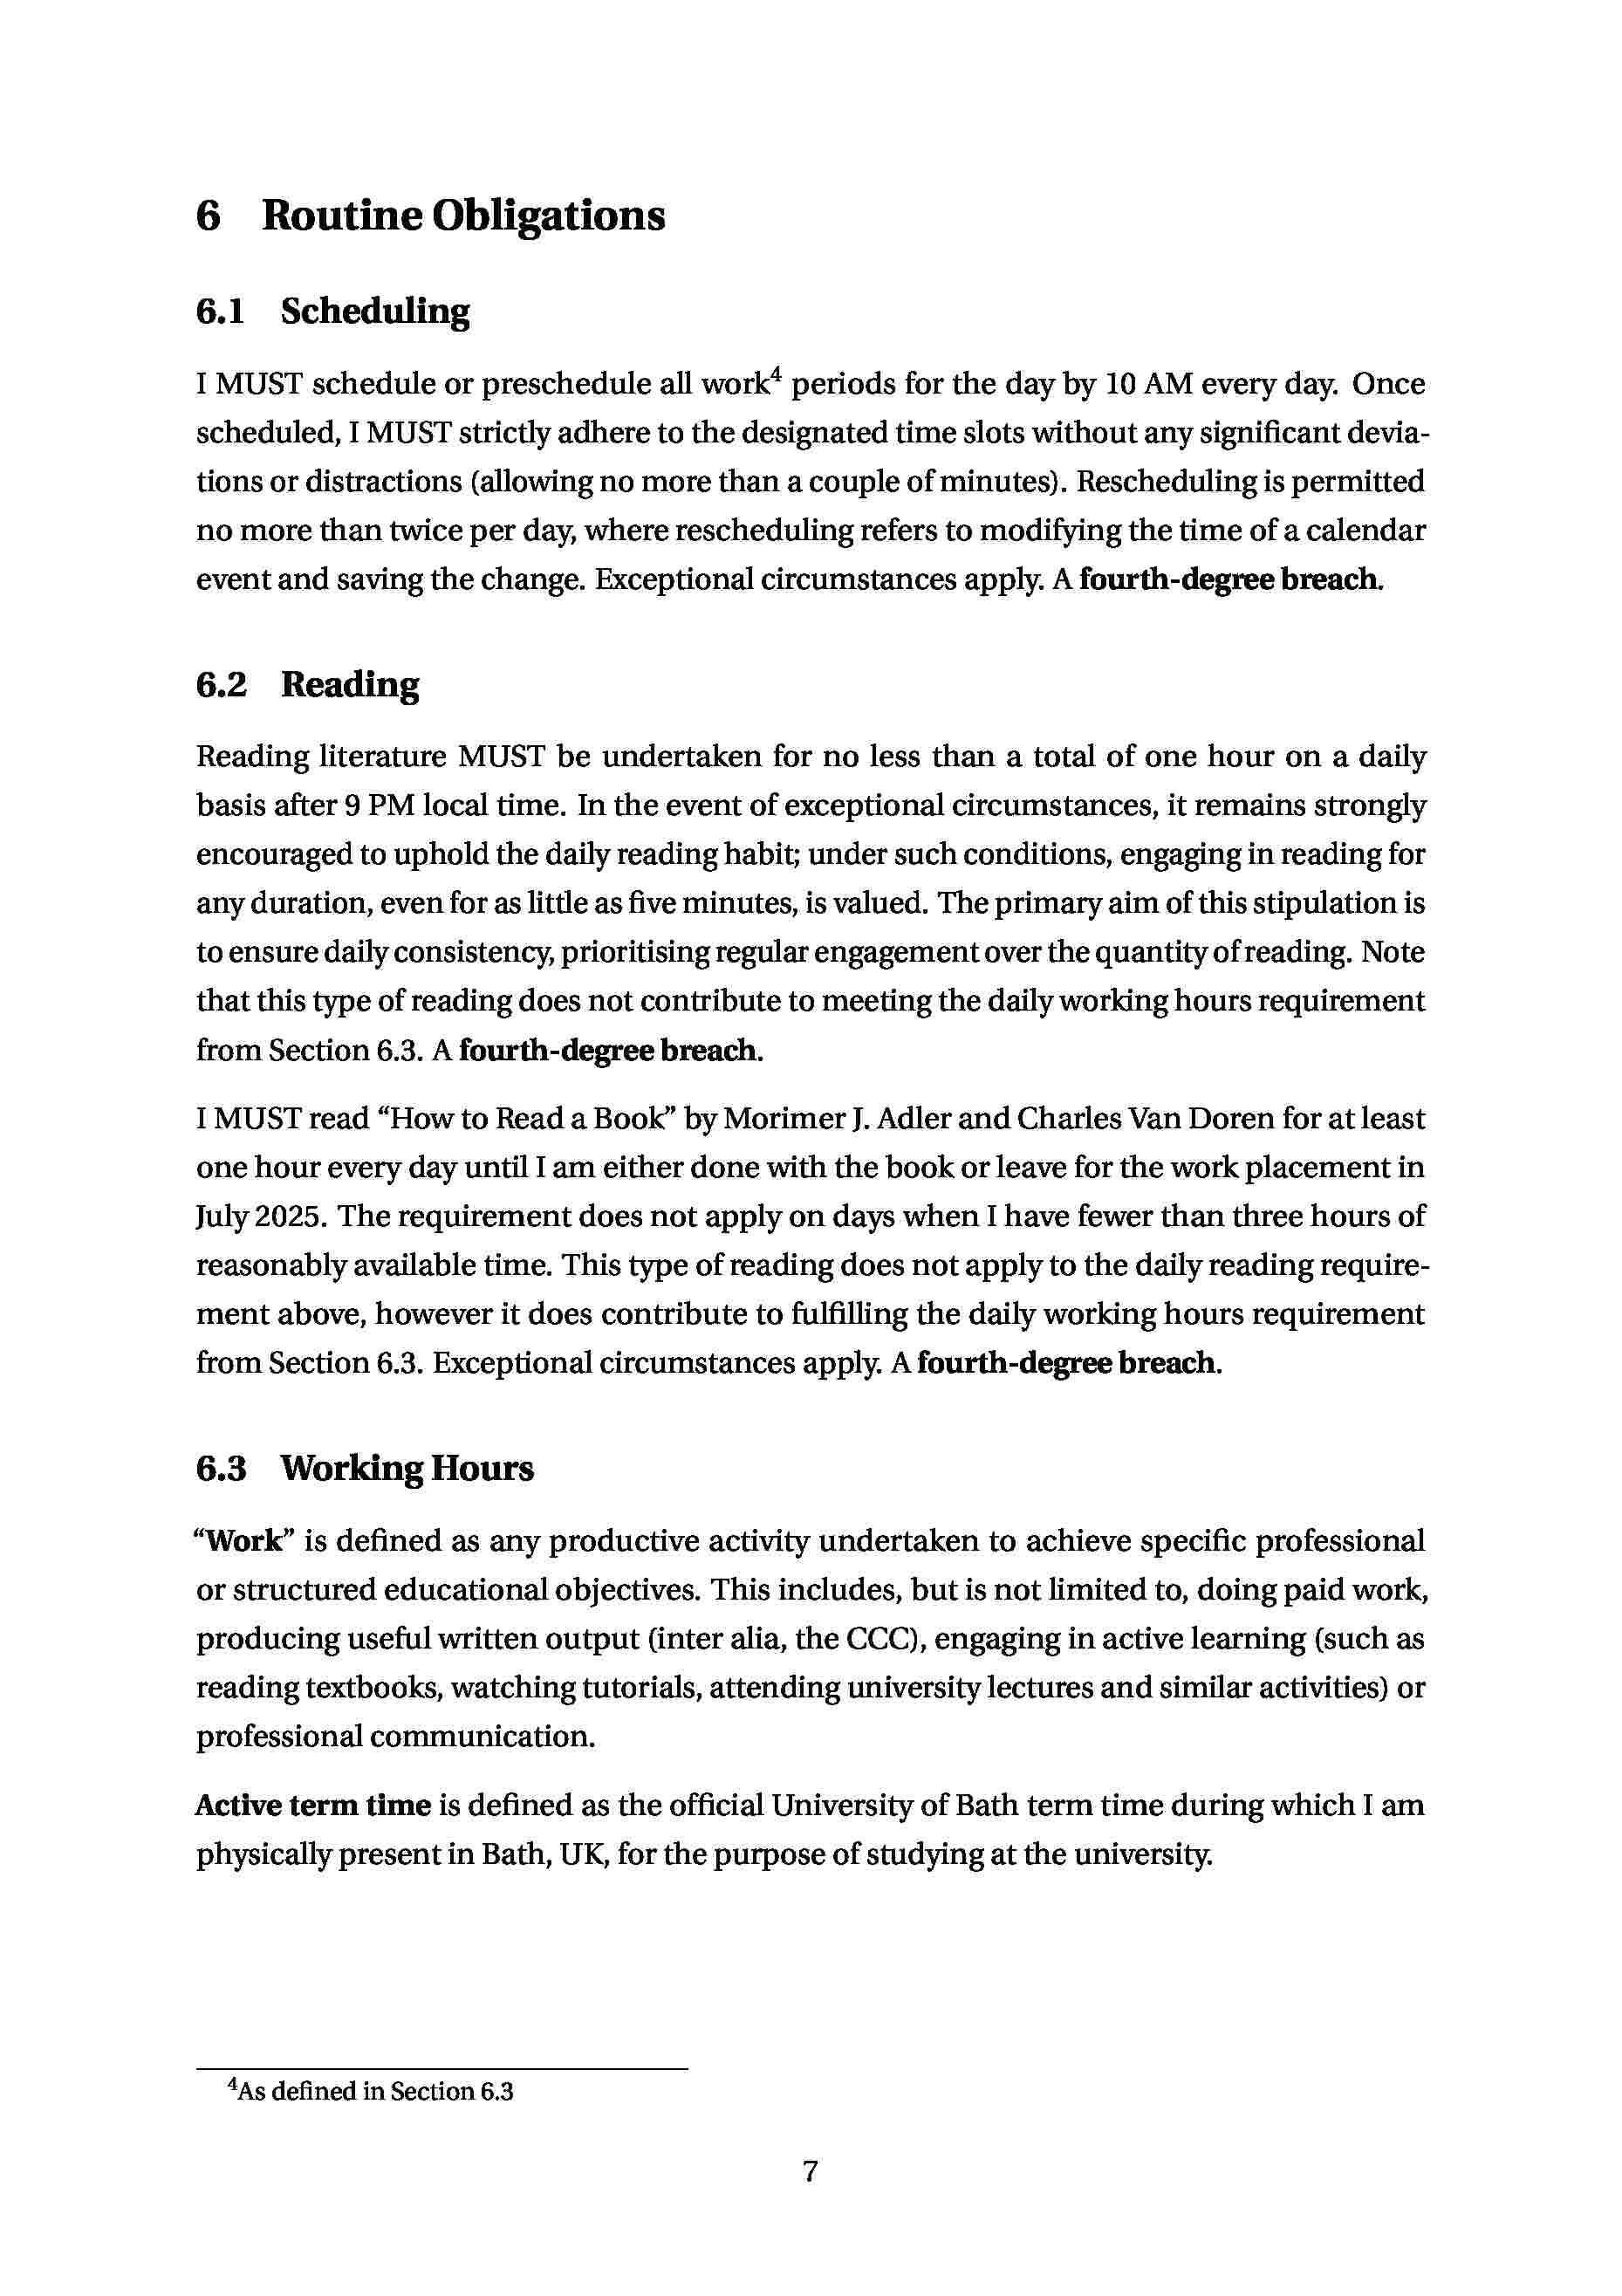 6 Routine Obligations
6.1 Scheduling
I MUST schedule or preschedule all work4 periods for the day by 10 AM every day. Once
scheduled, I MUST strictly adhere to the designated time slots without any significant devia-
tions or distractions (allowing no more than a couple of minutes). Rescheduling is permitted
no more than twice per day, where rescheduling refers to modifying the time of a calendar
event and saving the change. Exceptional circumstances apply. A fourth-degree breach.
6.2 Reading
Reading literature MUST be undertaken for no less than a total of one hour on a daily
basis after 9 PM local time. In the event of exceptional circumstances, it remains strongly
encouraged to uphold the daily reading habit; under such conditions, engaging in reading for
any duration, even for as little as five minutes, is valued. The primary aim of this stipulation is
to ensure daily consistency, prioritising regular engagement over the quantity of reading. Note
that this type of reading does not contribute to meeting the daily working hours requirement
from Section 6.3. A fourth-degree breach.
I MUST read “How to Read a Book” by Morimer J. Adler and Charles Van Doren for at least
one hour every day until I am either done with the book or leave for the work placement in
July 2025. The requirement does not apply on days when I have fewer than three hours of
reasonably available time. This type of reading does not apply to the daily reading require-
ment above, however it does contribute to fulfilling the daily working hours requirement
from Section 6.3. Exceptional circumstances apply. A fourth-degree breach.
6.3 Working Hours
“Work” is defined as any productive activity undertaken to achieve specific professional
or structured educational objectives. This includes, but is not limited to, doing paid work,
producing useful written output (inter alia, the CCC), engaging in active learning (such as
reading textbooks, watching tutorials, attending university lectures and similar activities) or
professional communication.
Active term time is defined as the official University of Bath term time during which I am
physically present in Bath, UK, for the purpose of studying at the university.
4As defined in Section 6.3
7